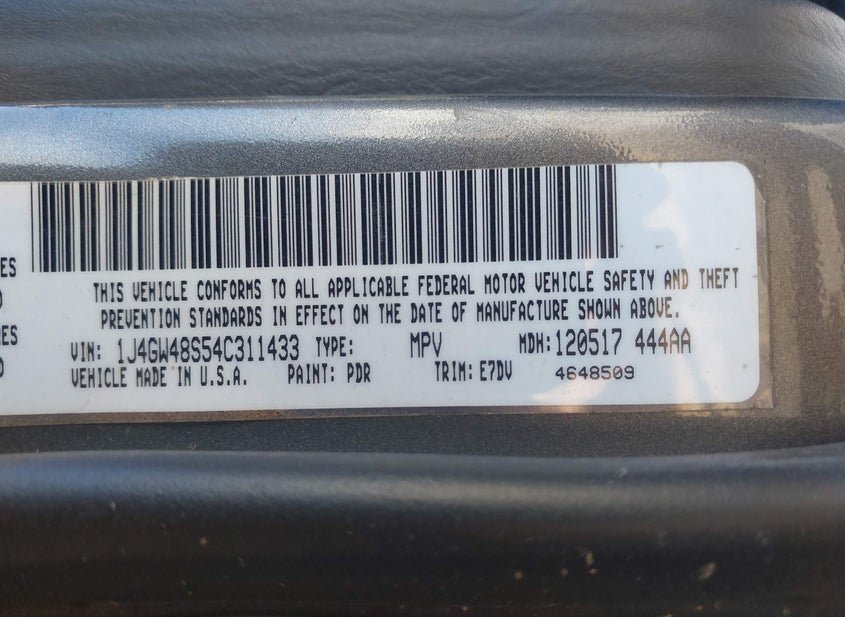 THIS VEHICLE CONFORMS TO ALL APPLICABLE FEDERAL MOTOR VEHICLE SAFETY AND THEFT
PREVENTION STANDARDS IN EFFECT ON THE DATE OF MANUFACTURE SHOWN ABOVE.
VIN: 1J4GW48S54C311433 TYPE: MPV MDH:120517 444AA
VEHICLE MADE IN U.S.A. PAINT: PDR TRIM: E7DV 4648509